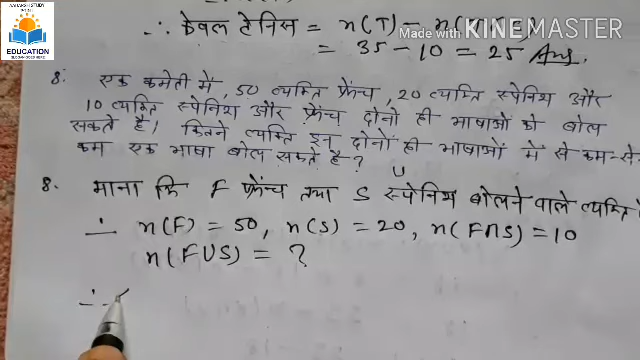 EDUCATION
Made with KINEMASTER
∴ केवल टेनिस = n(T) −
= 35 − 10 = 25 Ans.
8. एक कमेटी में, 50 व्यक्ति फ्रेंच, 20 व्यक्ति स्पेनिश और
10 व्यक्ति स्पेनिश और फ्रेंच दोनों ही भाषाओं को बोल
सकते है। कितने व्यक्ति इन दोनों ही भाषाओं में से कम-से-
कम एक भाषा बोल सकते है?
U
8. माना कि F फ्रेंच तथा S स्पेनिश बोलने वाले व्यक्ति
∴ n(F) = 50, n(S) = 20, n(F∩S) = 10
n(F∪S) = ?
∴